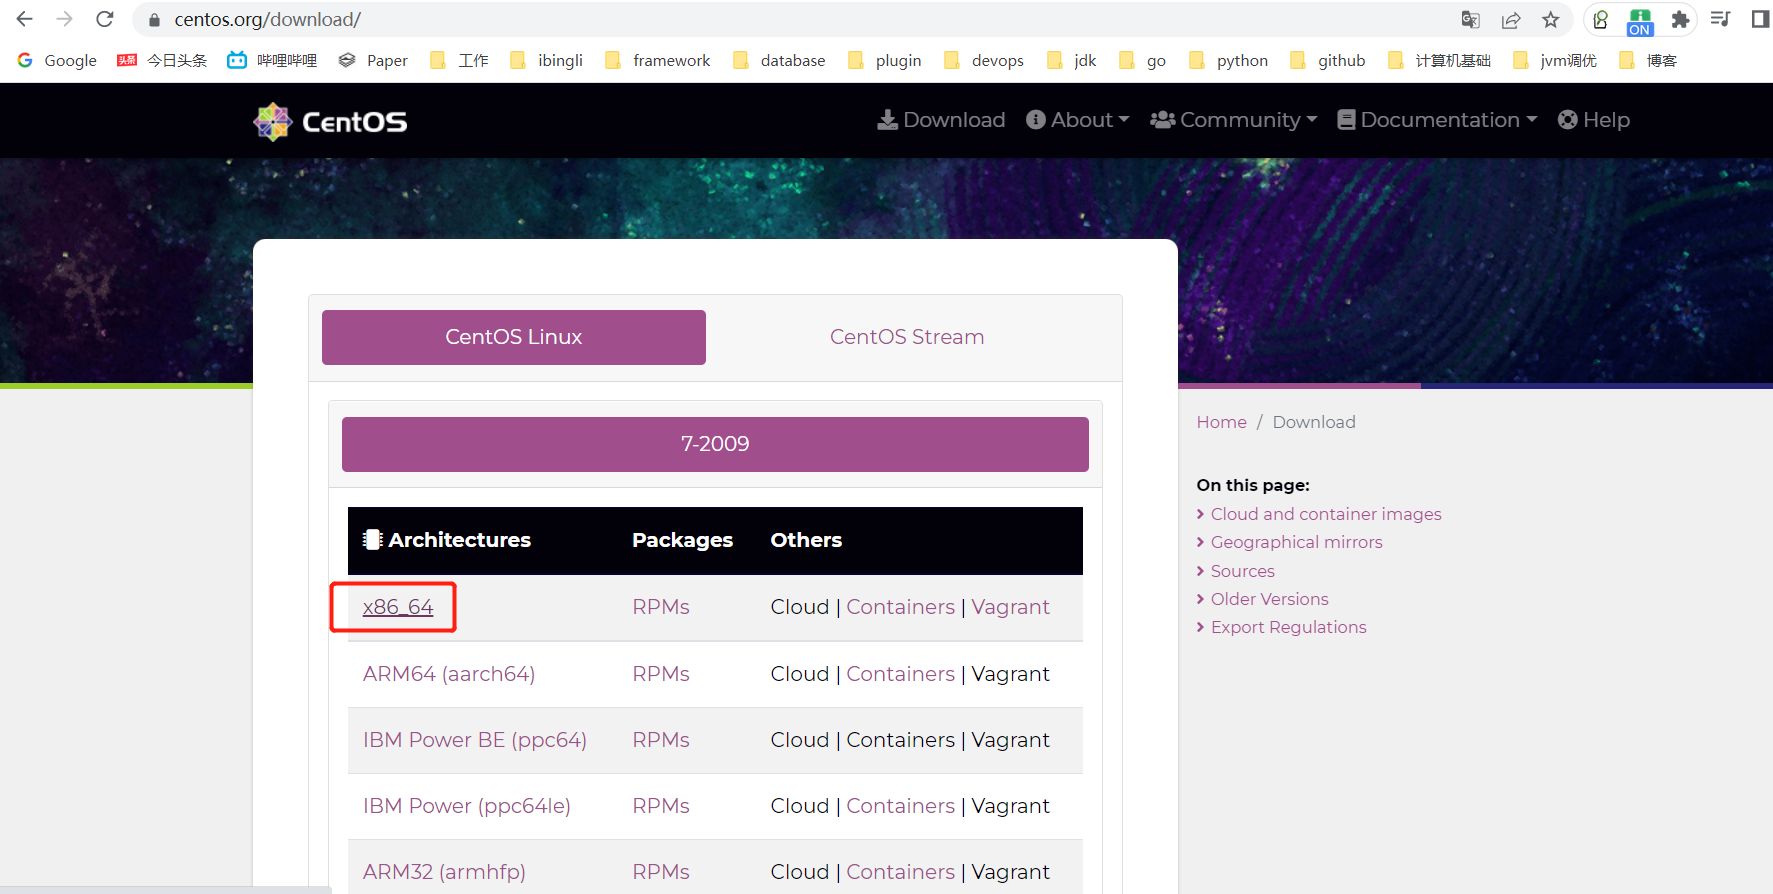 centos.org/download/
ON
Google 今日头条 哔哩哔哩 Paper 工作 ibingli framework database plugin devops jdk go python github 计算机基础 jvm调优 博客
CentOS Download About Community Documentation Help
CentOS Linux CentOS Stream
7-2009
Home / Download
On this page:
Cloud and container images
Geographical mirrors
Sources
Older Versions
Export Regulations
Architectures Packages Others
x86_64 RPMs Cloud | Containers | Vagrant
ARM64 (aarch64) RPMs Cloud | Containers | Vagrant
IBM Power BE (ppc64) RPMs Cloud | Containers | Vagrant
IBM Power (ppc64le) RPMs Cloud | Containers | Vagrant
ARM32 (armhfp) RPMs Cloud | Containers | Vagrant